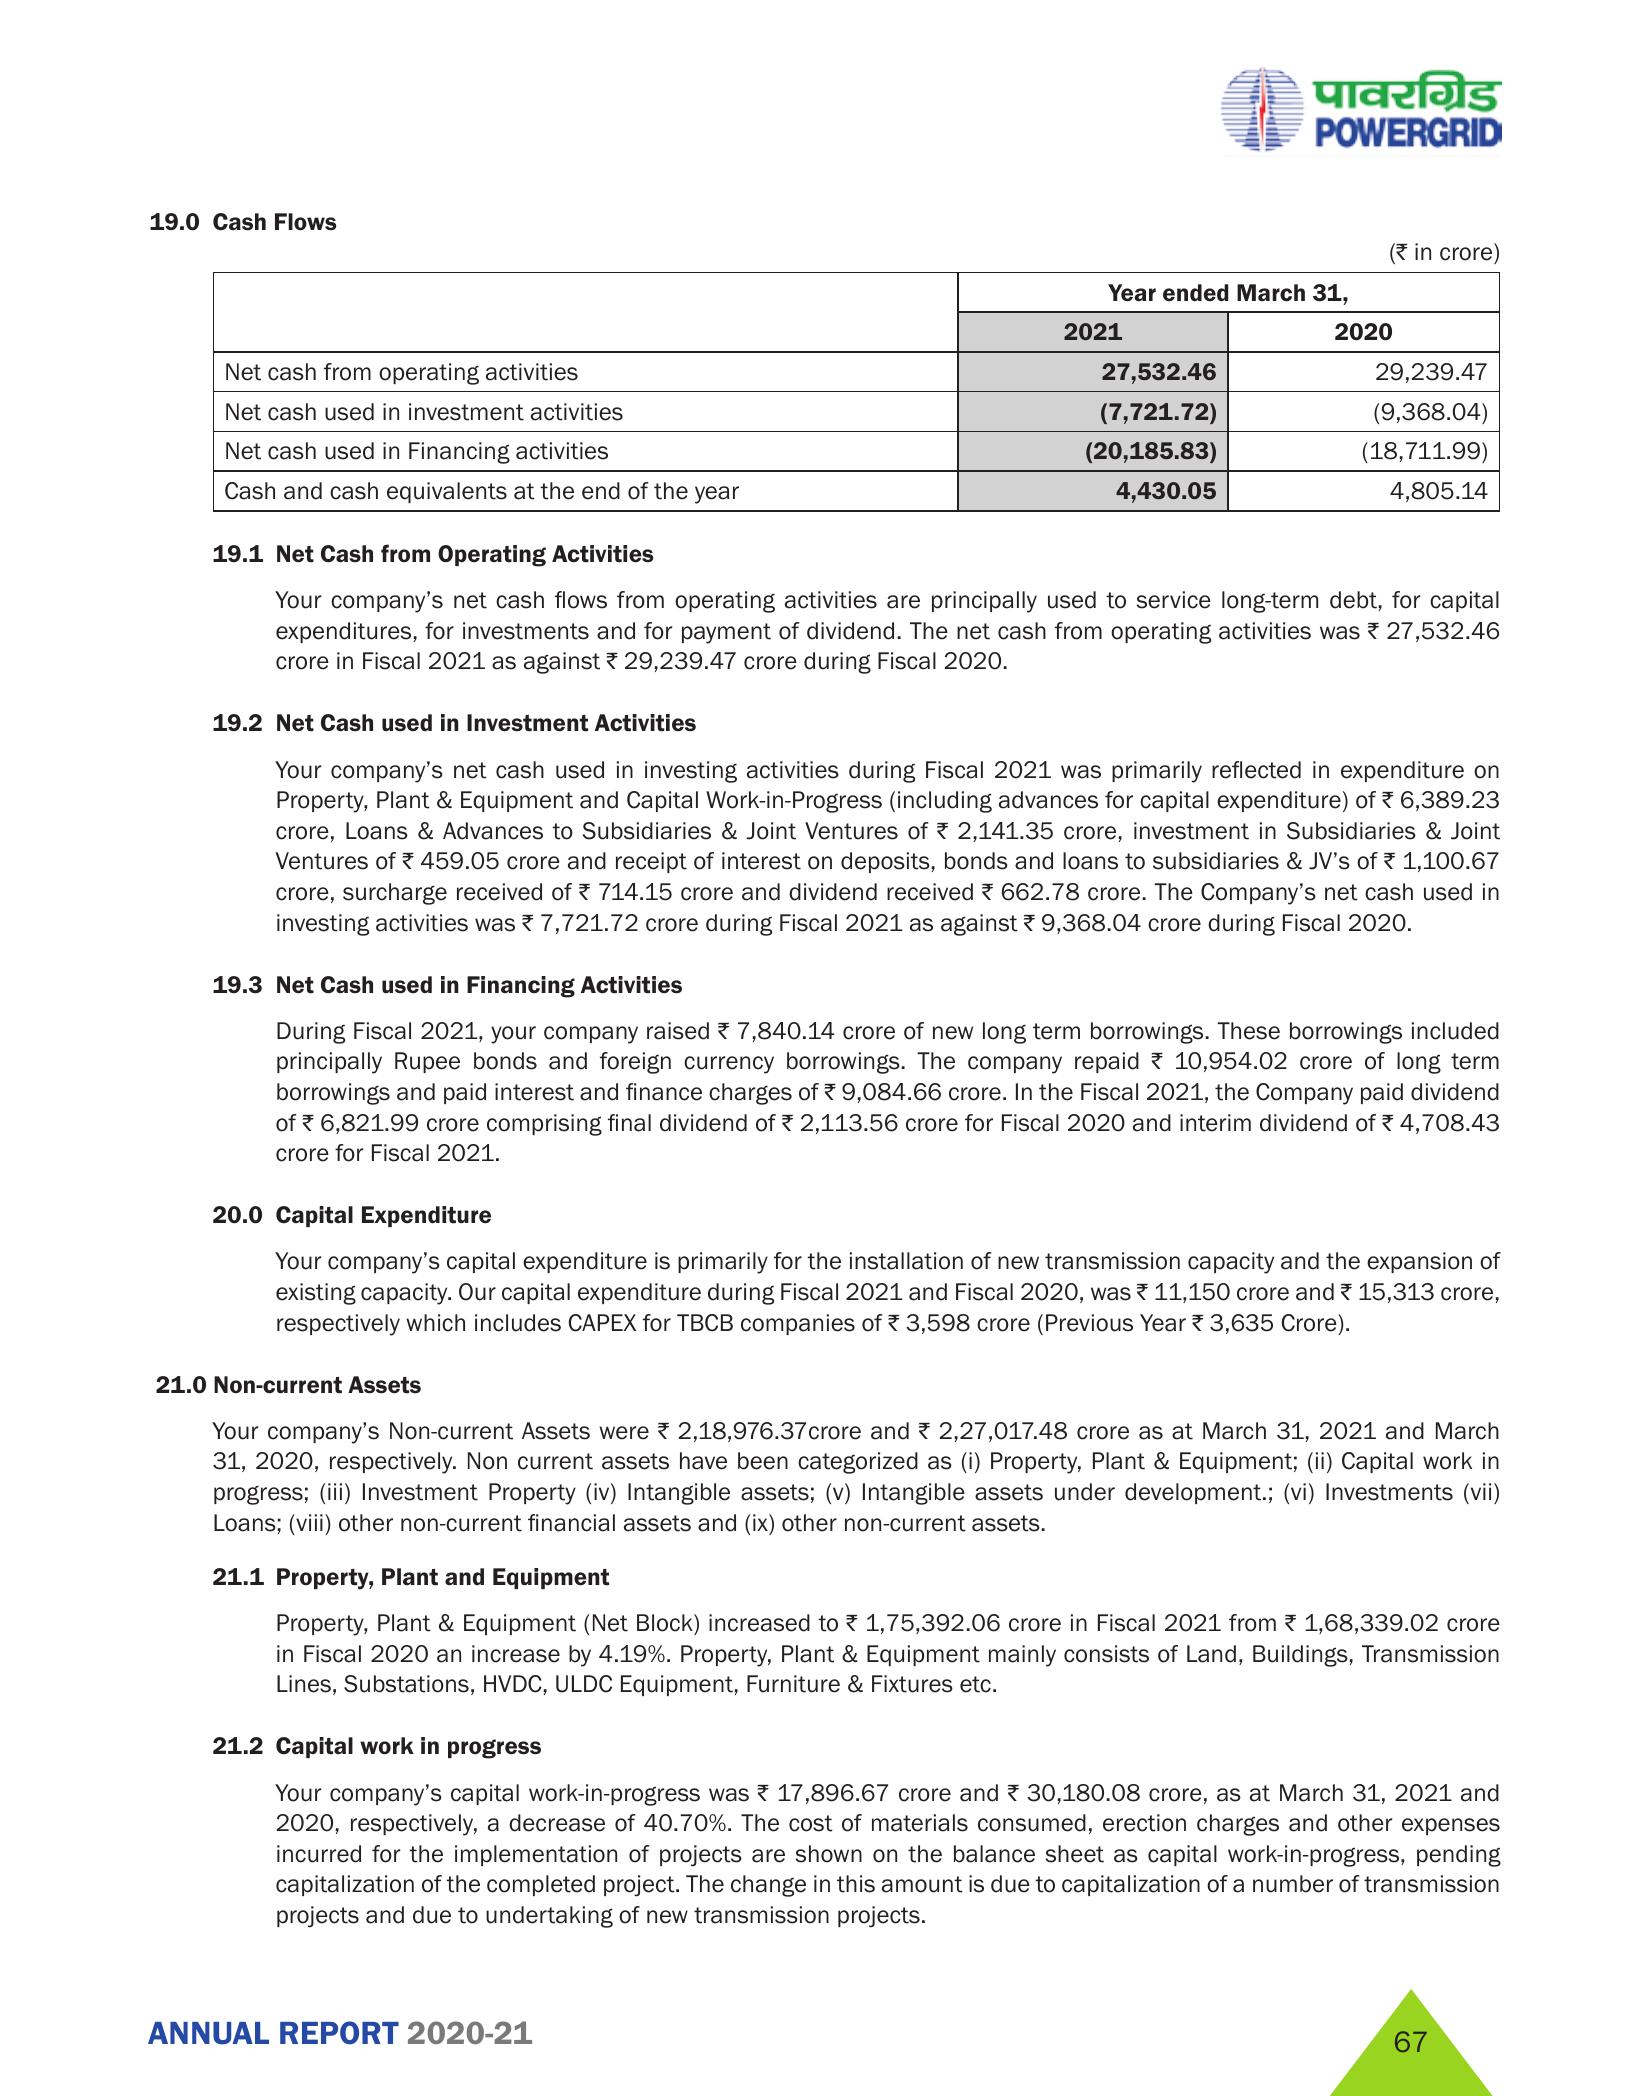 पावरग्रिड
POWERGRID
19.0 Cash Flows
(₹ in crore)
Year ended March 31,
2021 2020
Net cash from operating activities 27,532.46 29,239.47
Net cash used in investment activities (7,721.72) (9,368.04)
Net cash used in Financing activities (20,185.83) (18,711.99)
Cash and cash equivalents at the end of the year 4,430.05 4,805.14
19.1 Net Cash from Operating Activities
Your company’s net cash flows from operating activities are principally used to service long-term debt, for capital
expenditures, for investments and for payment of dividend. The net cash from operating activities was ₹ 27,532.46
crore in Fiscal 2021 as against ₹ 29,239.47 crore during Fiscal 2020.
19.2 Net Cash used in Investment Activities
Your company’s net cash used in investing activities during Fiscal 2021 was primarily reflected in expenditure on
Property, Plant & Equipment and Capital Work-in-Progress (including advances for capital expenditure) of ₹ 6,389.23
crore, Loans & Advances to Subsidiaries & Joint Ventures of ₹ 2,141.35 crore, investment in Subsidiaries & Joint
Ventures of ₹ 459.05 crore and receipt of interest on deposits, bonds and loans to subsidiaries & JV’s of ₹ 1,100.67
crore, surcharge received of ₹ 714.15 crore and dividend received ₹ 662.78 crore. The Company’s net cash used in
investing activities was ₹ 7,721.72 crore during Fiscal 2021 as against ₹ 9,368.04 crore during Fiscal 2020.
19.3 Net Cash used in Financing Activities
During Fiscal 2021, your company raised ₹ 7,840.14 crore of new long term borrowings. These borrowings included
principally Rupee bonds and foreign currency borrowings. The company repaid ₹ 10,954.02 crore of long term
borrowings and paid interest and finance charges of ₹ 9,084.66 crore. In the Fiscal 2021, the Company paid dividend
of ₹ 6,821.99 crore comprising final dividend of ₹ 2,113.56 crore for Fiscal 2020 and interim dividend of ₹ 4,708.43
crore for Fiscal 2021.
20.0 Capital Expenditure
Your company’s capital expenditure is primarily for the installation of new transmission capacity and the expansion of
existing capacity. Our capital expenditure during Fiscal 2021 and Fiscal 2020, was ₹ 11,150 crore and ₹ 15,313 crore,
respectively which includes CAPEX for TBCB companies of ₹ 3,598 crore (Previous Year ₹ 3,635 Crore).
21.0 Non-current Assets
Your company’s Non-current Assets were ₹ 2,18,976.37crore and ₹ 2,27,017.48 crore as at March 31, 2021 and March
31, 2020, respectively. Non current assets have been categorized as (i) Property, Plant & Equipment; (ii) Capital work in
progress; (iii) Investment Property (iv) Intangible assets; (v) Intangible assets under development.; (vi) Investments (vii)
Loans; (viii) other non-current financial assets and (ix) other non-current assets.
21.1 Property, Plant and Equipment
Property, Plant & Equipment (Net Block) increased to ₹ 1,75,392.06 crore in Fiscal 2021 from ₹ 1,68,339.02 crore
in Fiscal 2020 an increase by 4.19%. Property, Plant & Equipment mainly consists of Land, Buildings, Transmission
Lines, Substations, HVDC, ULDC Equipment, Furniture & Fixtures etc.
21.2 Capital work in progress
Your company’s capital work-in-progress was ₹ 17,896.67 crore and ₹ 30,180.08 crore, as at March 31, 2021 and
2020, respectively, a decrease of 40.70%. The cost of materials consumed, erection charges and other expenses
incurred for the implementation of projects are shown on the balance sheet as capital work-in-progress, pending
capitalization of the completed project. The change in this amount is due to capitalization of a number of transmission
projects and due to undertaking of new transmission projects.
ANNUAL REPORT 2020-21
67